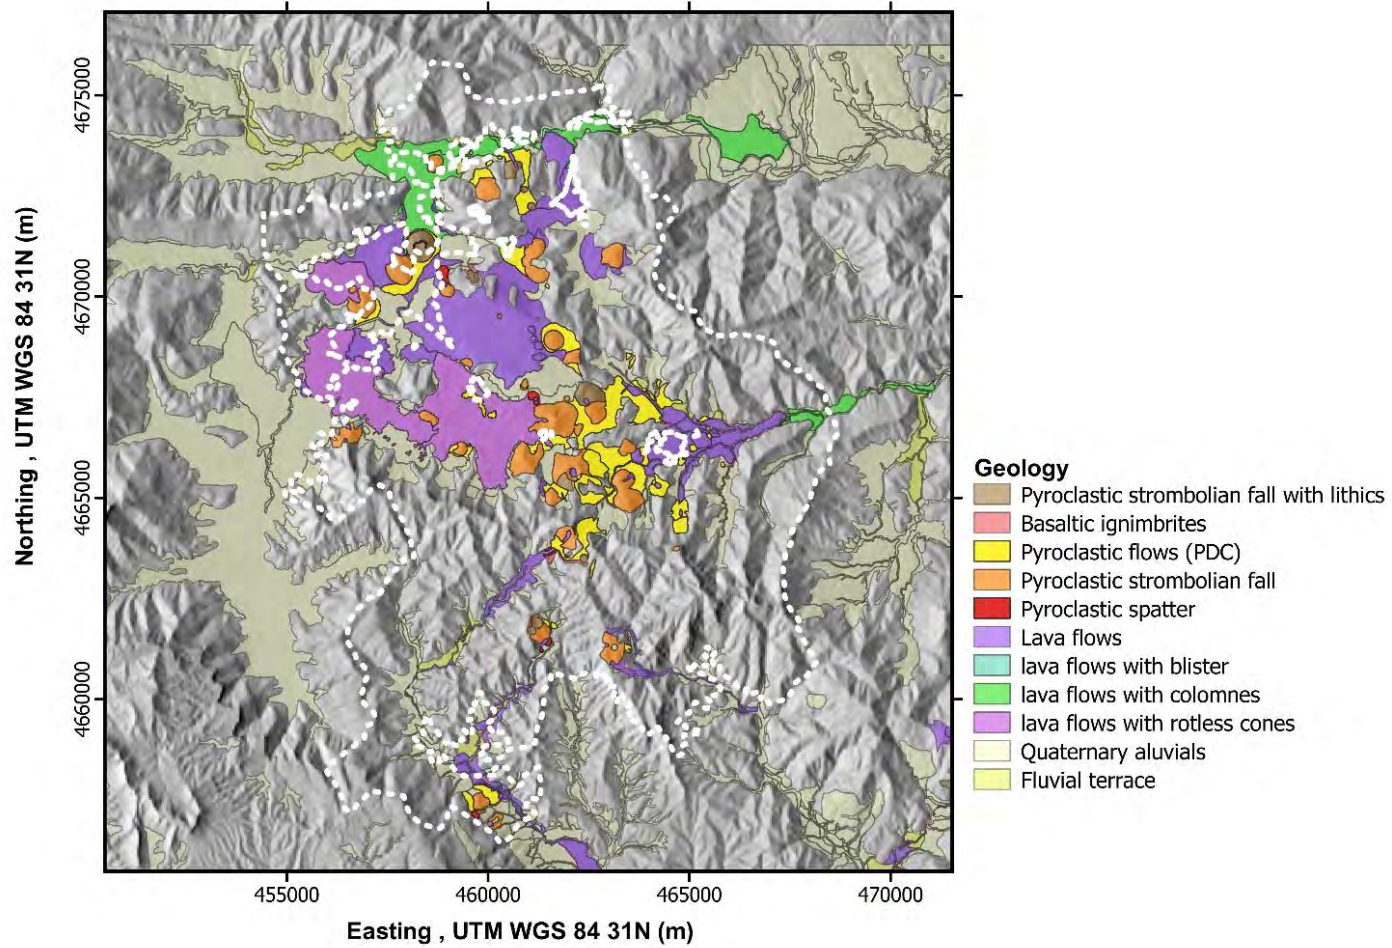 4675000
4670000
4665000
4660000
Northing , UTM WGS 84 31N (m)
455000
460000
465000
470000
Easting , UTM WGS 84 31N (m)
Geology
Pyroclastic strombolian fall with lithics
Basaltic ignimbrites
Pyroclastic flows (PDC)
Pyroclastic strombolian fall
Pyroclastic spatter
Lava flows
lava flows with blister
lava flows with colomnes
lava flows with rotless cones
Quaternary aluvials
Fluvial terrace